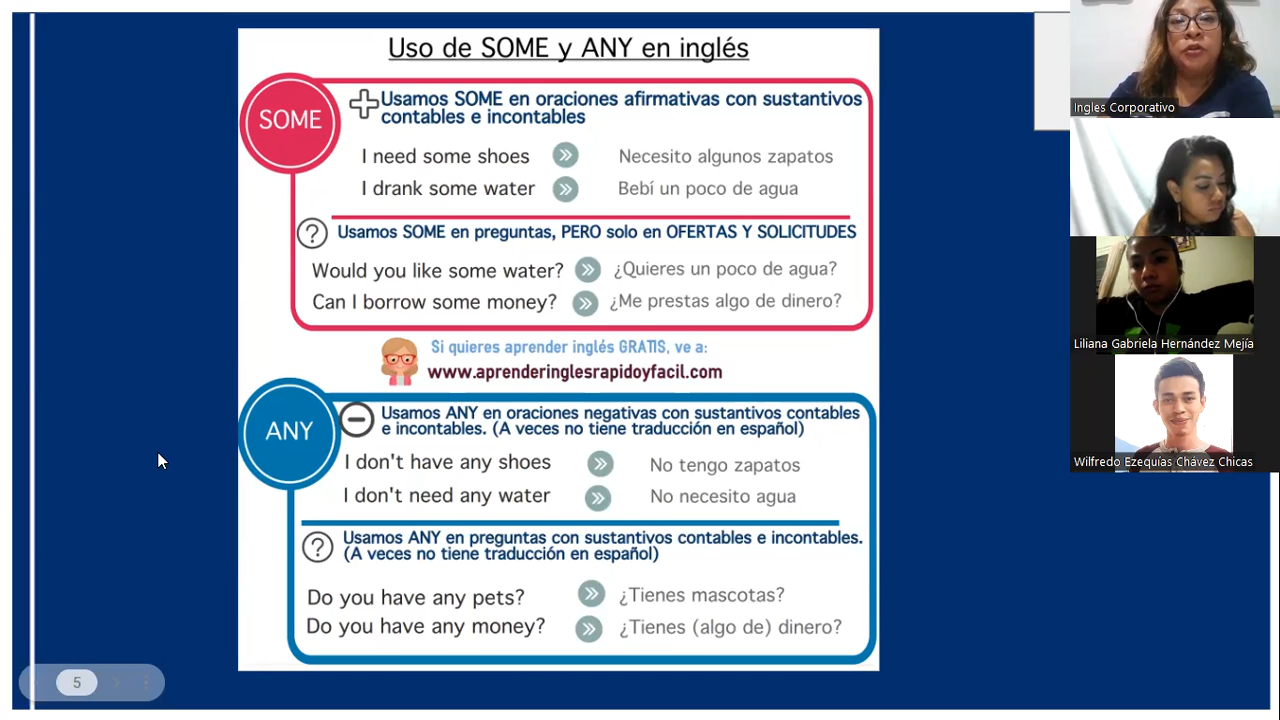 Uso de SOME y ANY en inglés
SOME
Usamos SOME en oraciones afirmativas con sustantivos
contables e incontables
I need some shoes
Necesito algunos zapatos
I drank some water
Bebí un poco de agua
Usamos SOME en preguntas, PERO solo en OFERTAS Y SOLICITUDES
Would you like some water?
¿Quieres un poco de agua?
Can I borrow some money?
¿Me prestas algo de dinero?
Si quieres aprender inglés GRATIS, ve a:
www.aprenderinglesrapidoyfacil.com
ANY
Usamos ANY en oraciones negativas con sustantivos contables
e incontables. (A veces no tiene traducción en español)
I don't have any shoes
No tengo zapatos
I don't need any water
No necesito agua
Usamos ANY en preguntas con sustantivos contables e incontables.
(A veces no tiene traducción en español)
Do you have any pets?
¿Tienes mascotas?
Do you have any money?
¿Tienes (algo de) dinero?
5
Ingles Corporativo
Liliana Gabriela Hernández Mejía
Wilfredo Ezequías Chávez Chicas